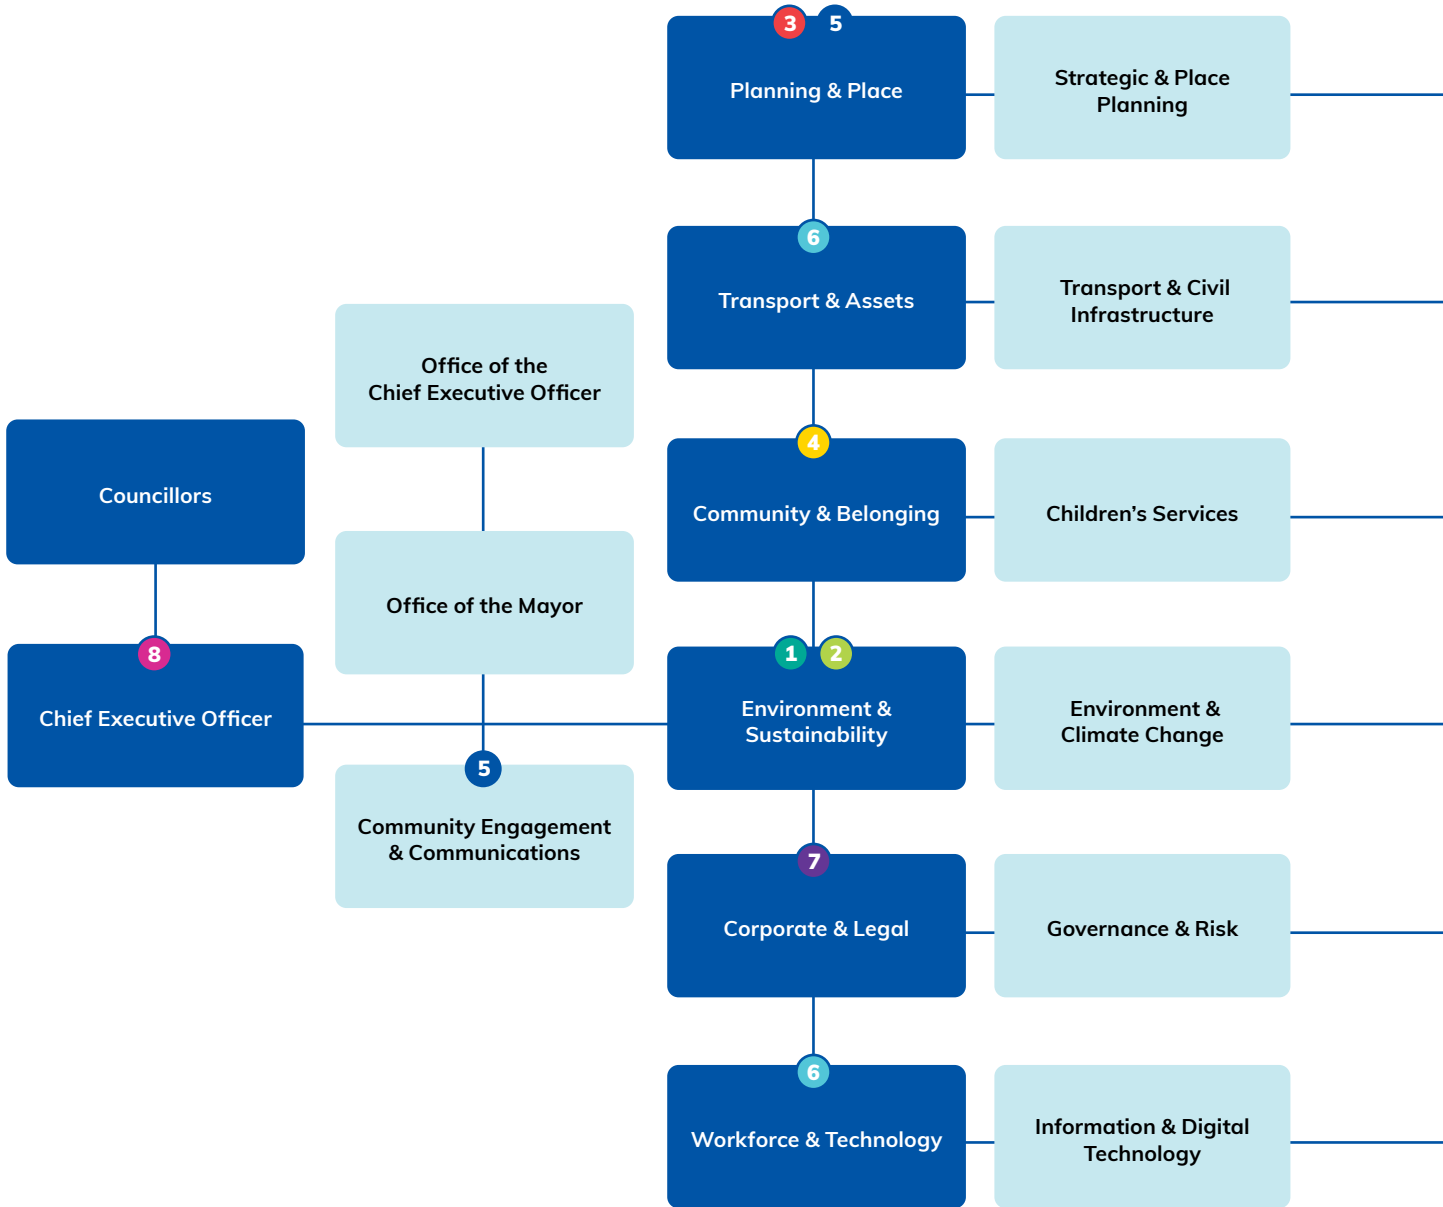 3 5
Planning & Place
Strategic & Place
Planning
6
Transport & Assets
Transport & Civil
Infrastructure
Office of the
Chief Executive Officer
4
Community & Belonging
Children’s Services
Councillors
Office of the Mayor
8
Chief Executive Officer
1 2
Environment &
Sustainability
Environment &
Climate Change
5
Community Engagement
& Communications
7
Corporate & Legal
Governance & Risk
6
Workforce & Technology
Information & Digital
Technology